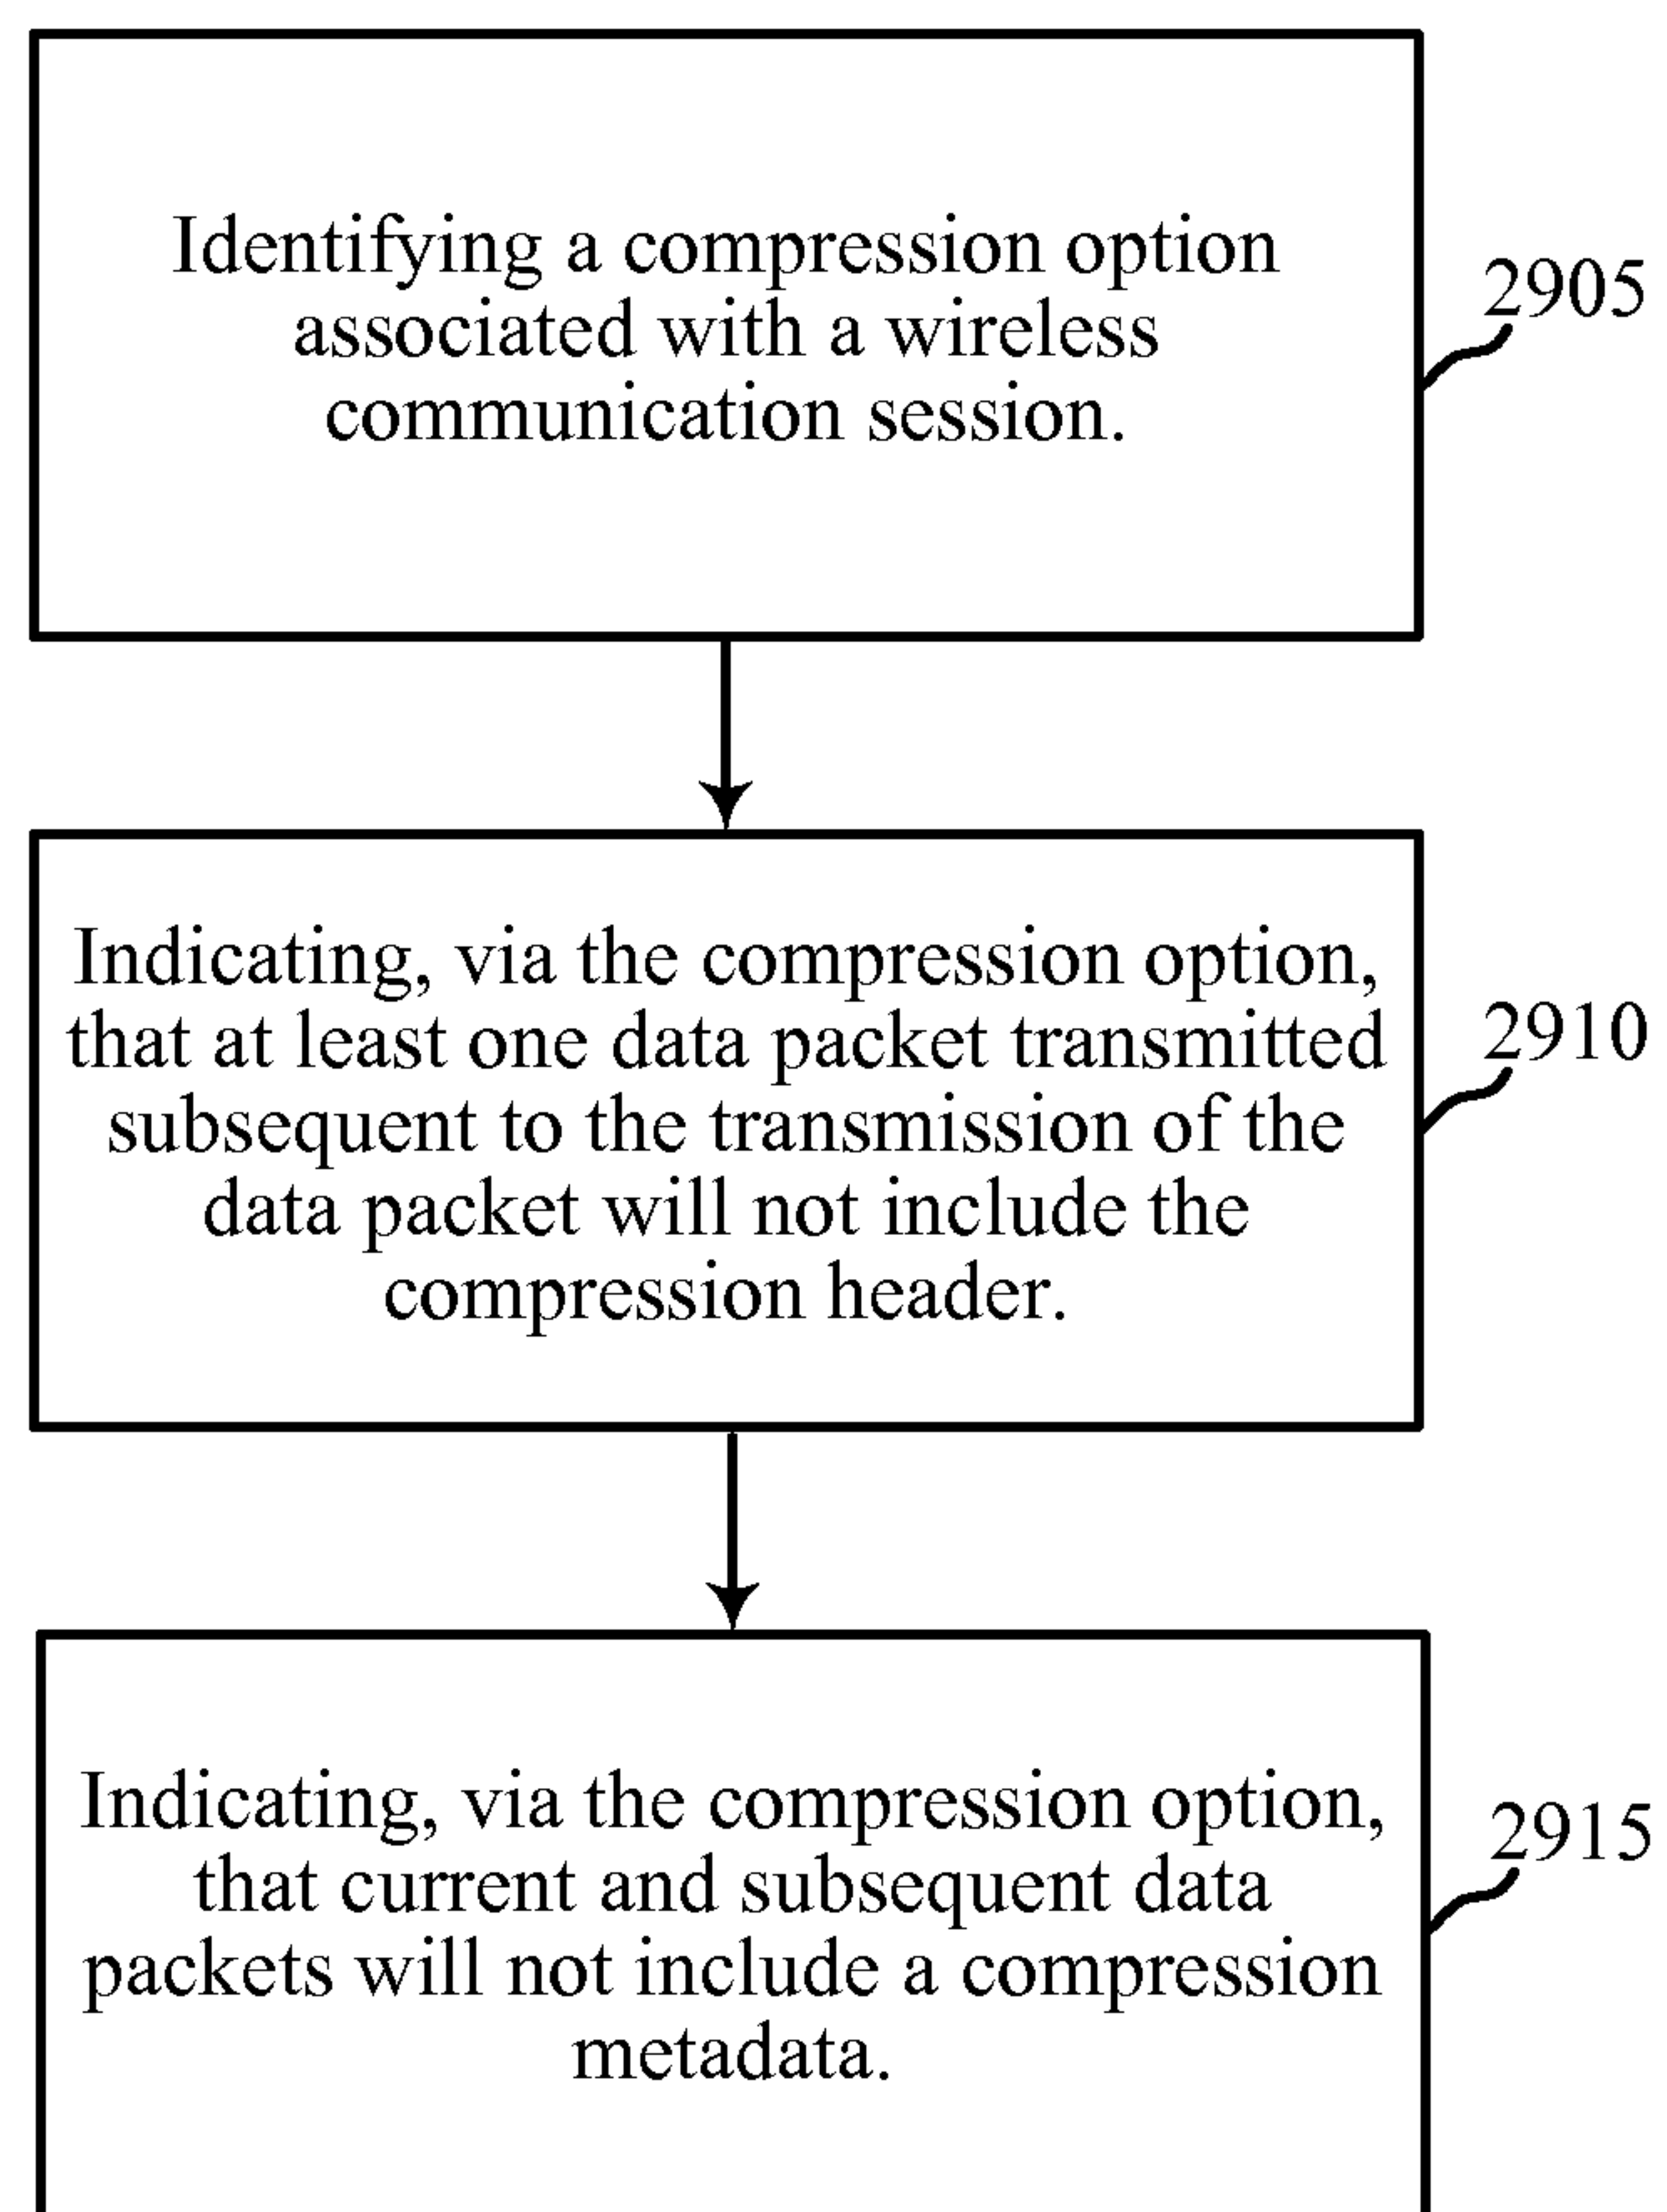 Identifying a compression option
associated with a wireless
communication session.
2905
Indicating, via the compression option,
that at least one data packet transmitted
subsequent to the transmission of the
data packet will not include the
compression header.
2910
Indicating, via the compression option,
that current and subsequent data
packets will not include a compression
metadata.
2915